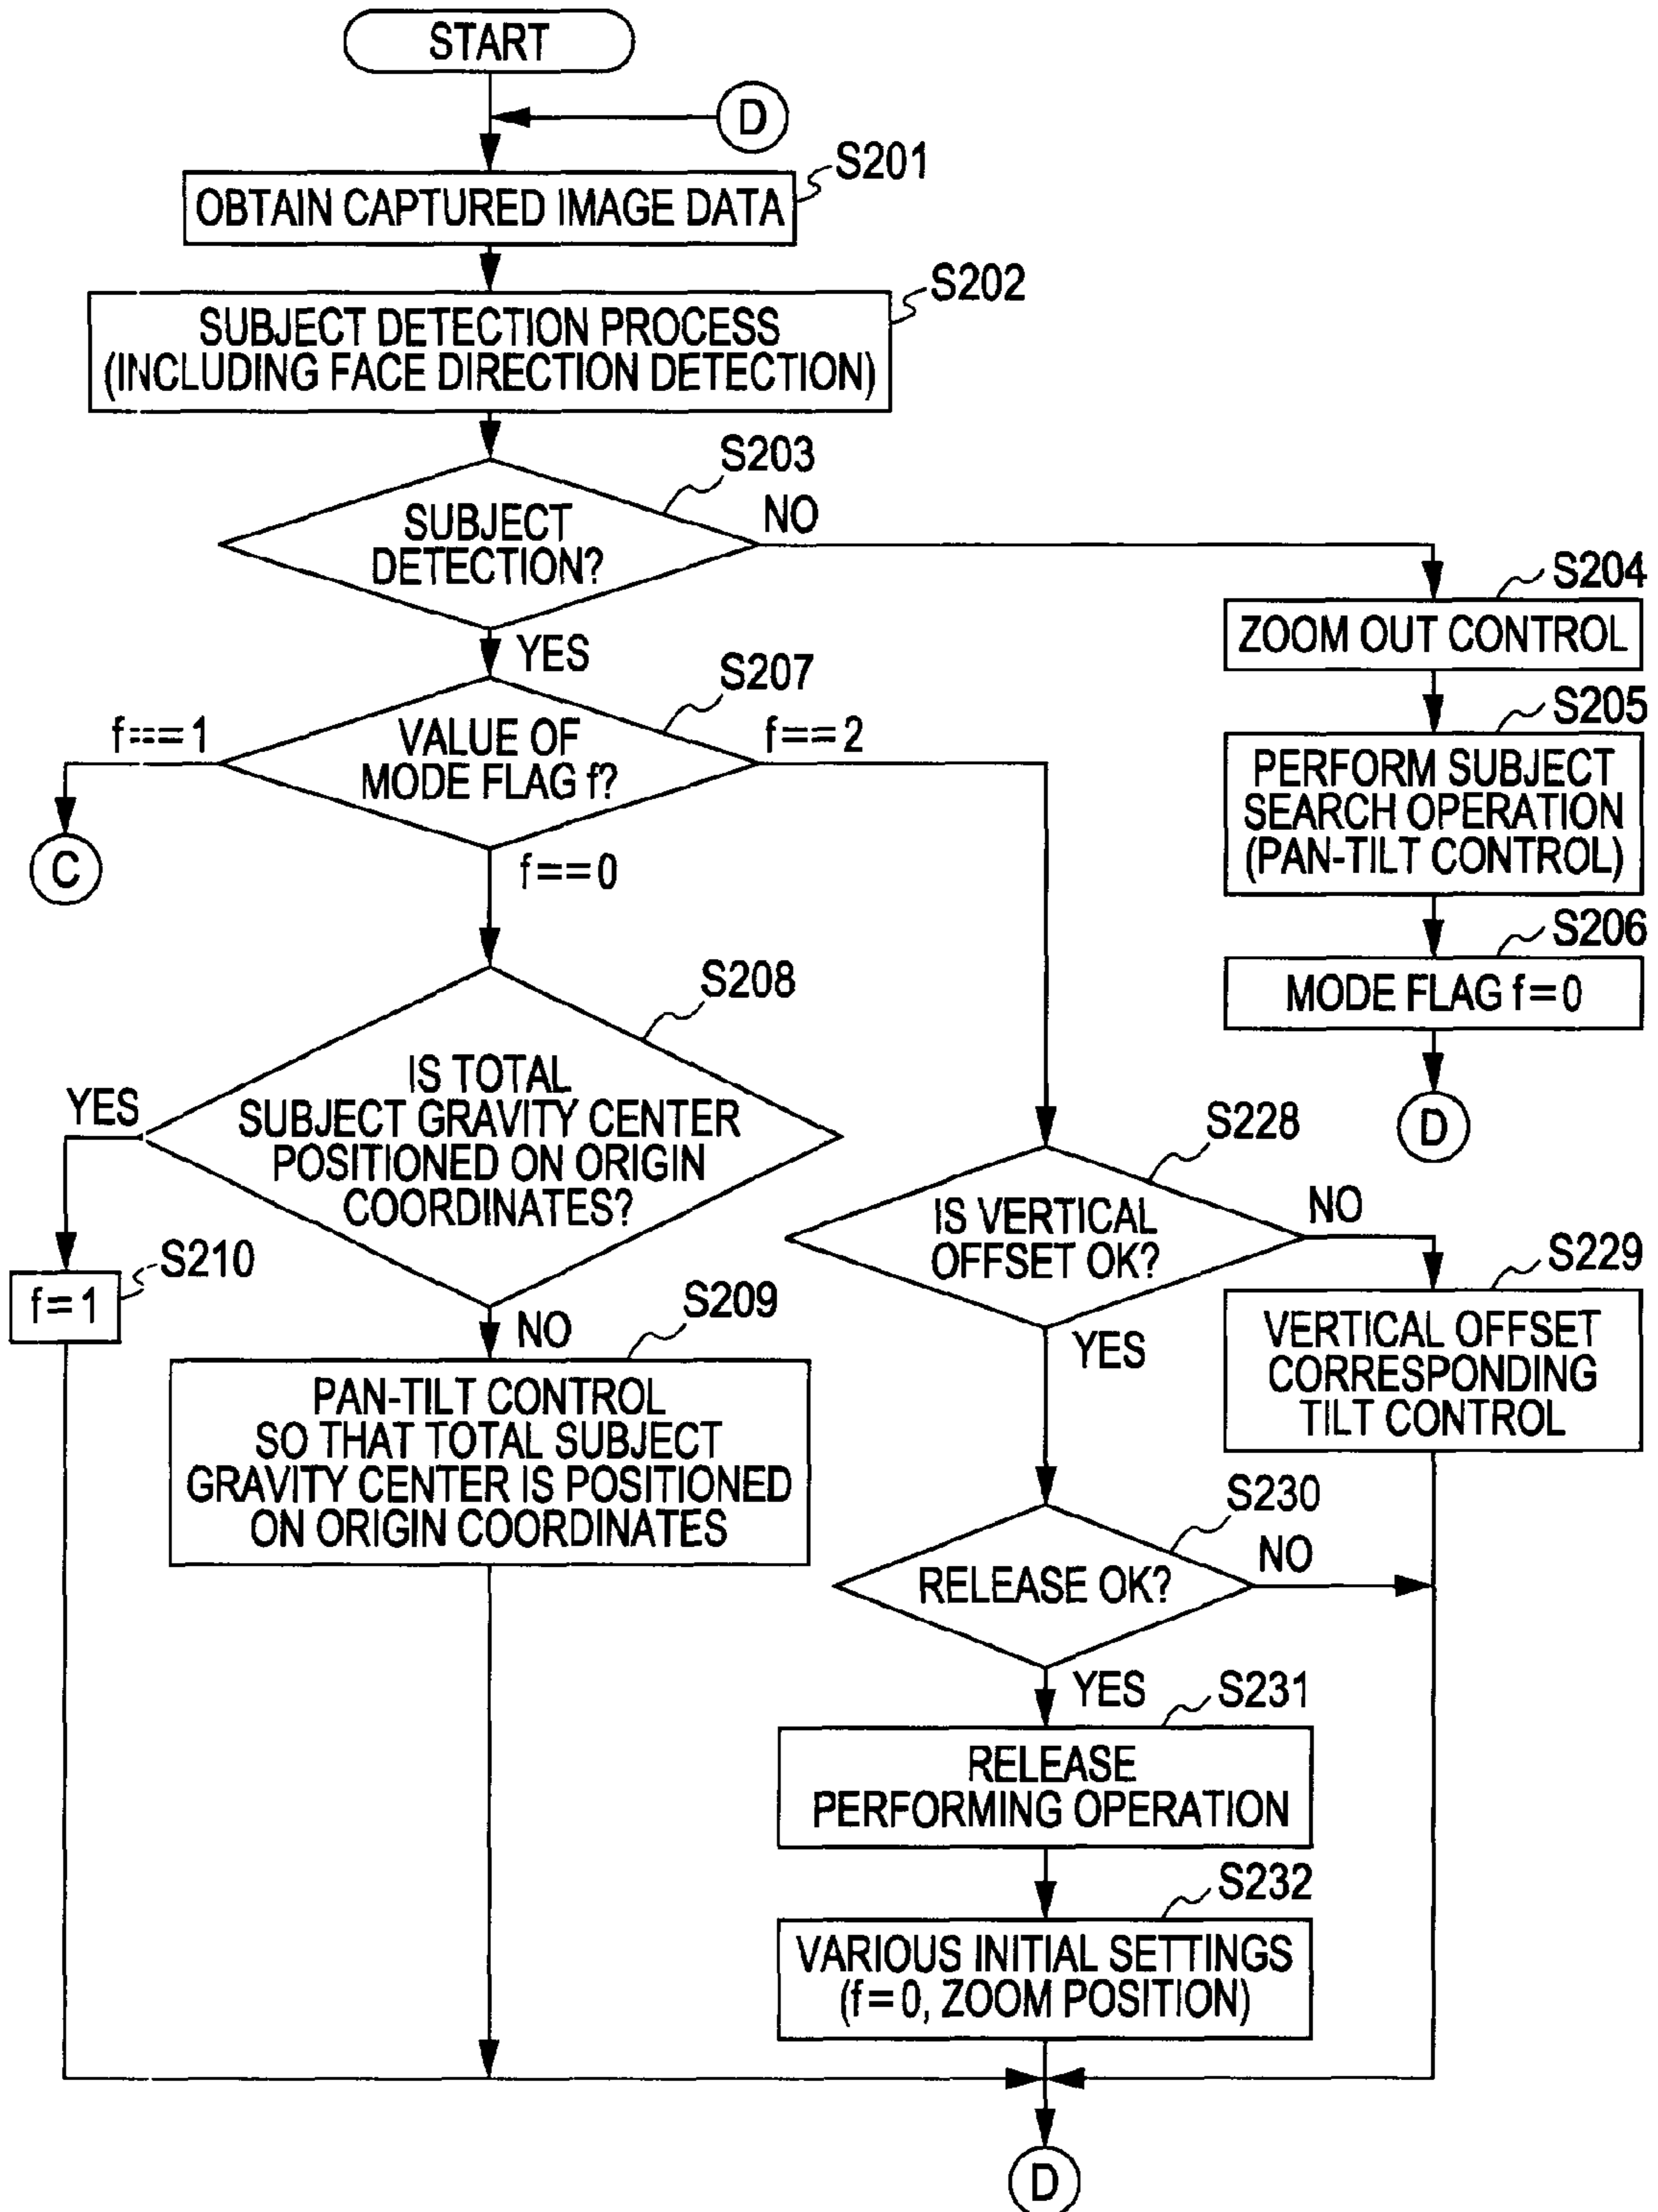 START
D
S201
OBTAIN CAPTURED IMAGE DATA
S202
SUBJECT DETECTION PROCESS
(INCLUDING FACE DIRECTION DETECTION)
S203
SUBJECT
DETECTION?
NO
YES
S204
ZOOM OUT CONTROL
S205
PERFORM SUBJECT
SEARCH OPERATION
(PAN-TILT CONTROL)
S206
MODE FLAG f=0
D
S207
VALUE OF
MODE FLAG f?
f==1
f==2
f==0
C
S208
IS TOTAL
SUBJECT GRAVITY CENTER
POSITIONED ON ORIGIN
COORDINATES?
YES
S210
f=1
NO
S209
PAN-TILT CONTROL
SO THAT TOTAL SUBJECT
GRAVITY CENTER IS POSITIONED
ON ORIGIN COORDINATES
S228
IS VERTICAL
OFFSET OK?
NO
YES
S229
VERTICAL OFFSET
CORRESPONDING
TILT CONTROL
S230
RELEASE OK?
NO
YES
S231
RELEASE
PERFORMING OPERATION
S232
VARIOUS INITIAL SETTINGS
(f=0, ZOOM POSITION)
D